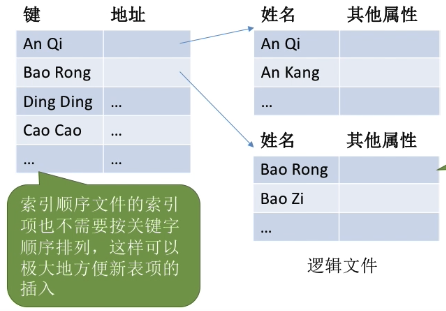 键 地址
An Qi
Bao Rong
Ding Ding …
Cao Cao …
… …
索引顺序文件的索引
项也不需要按关键字
顺序排列，这样可以
极大地方便新表项的
插入
姓名 其他属性
An Qi
An Kang
…
姓名 其他属性
Bao Rong
Bao Zi
…
逻辑文件